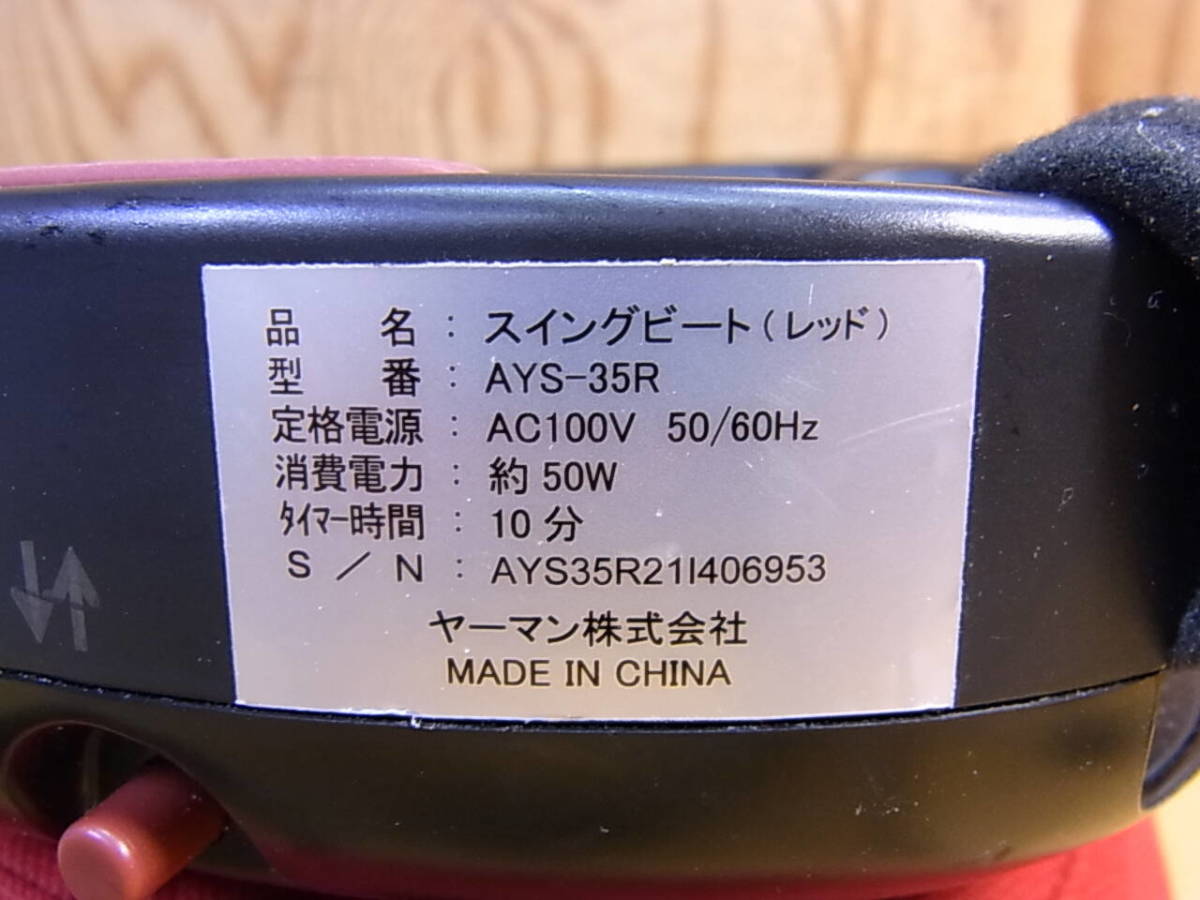 品　名：スイングビート（レッド）
型　番：AYS-35R
定格電源：AC100V 50/60Hz
消費電力：約 50W
ﾀｲﾏｰ時間：10 分
S／N：AYS35R21I406953
ヤーマン株式会社
MADE IN CHINA